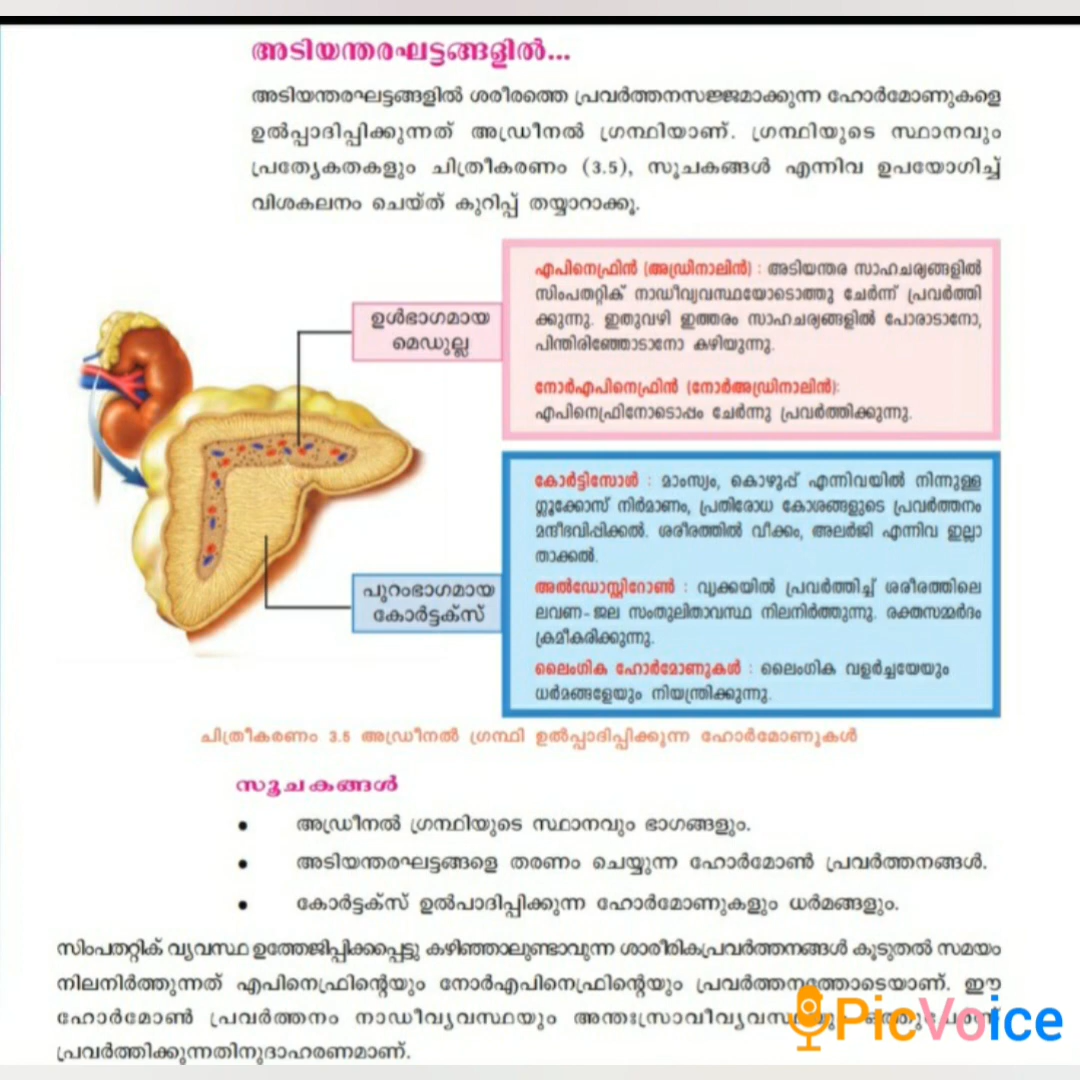 അടിയന്തരഘട്ടങ്ങളിൽ...
അടിയന്തരഘട്ടങ്ങളിൽ ശരീരത്തെ പ്രവർത്തനസജ്ജമാക്കുന്ന ഹോർമോണുകളെ
ഉൽപ്പാദിപ്പിക്കുന്നത് അഡ്രീനൽ ഗ്രന്ഥിയാണ്. ഗ്രന്ഥിയുടെ സ്ഥാനവും
പ്രത്യേകതകളും ചിത്രീകരണം (3.5), സൂചകങ്ങൾ എന്നിവ ഉപയോഗിച്ച്
വിശകലനം ചെയ്ത് കുറിപ്പ് തയ്യാറാക്കൂ.
ഉൾഭാഗമായ
മെഡുല്ല
എപിനെഫ്രിൻ (അഡ്രിനാലിൻ) : അടിയന്തര സാഹചര്യങ്ങളിൽ
സിംപതറ്റിക് നാഡീവ്യവസ്ഥയോടൊത്തു ചേർന്ന് പ്രവർത്തി
ക്കുന്നു. ഇതുവഴി ഇത്തരം സാഹചര്യങ്ങളിൽ പോരാടാനോ,
പിന്തിരിഞ്ഞോടാനോ കഴിയുന്നു.
നോർഎപിനെഫ്രിൻ (നോർഅഡ്രിനാലിൻ):
എപിനെഫ്രിനോടൊപ്പം ചേർന്നു പ്രവർത്തിക്കുന്നു.
പുറംഭാഗമായ
കോർട്ടക്സ്
കോർട്ടിസോൾ : മാംസ്യം, കൊഴുപ്പ് എന്നിവയിൽ നിന്നുള്ള
ഗ്ലൂക്കോസ് നിർമാണം, പ്രതിരോധ കോശങ്ങളുടെ പ്രവർത്തനം
മന്ദീഭവിപ്പിക്കൽ. ശരീരത്തിൽ വീക്കം, അലർജി എന്നിവ ഇല്ലാ
താക്കൽ.
അൽഡോസ്റ്റിറോൺ : വൃക്കയിൽ പ്രവർത്തിച്ച് ശരീരത്തിലെ
ലവണ-ജല സംതുലിതാവസ്ഥ നിലനിർത്തുന്നു. രക്തസമ്മർദം
ക്രമീകരിക്കുന്നു.
ലൈംഗിക ഹോർമോണുകൾ : ലൈംഗിക വളർച്ചയേയും
ധർമങ്ങളേയും നിയന്ത്രിക്കുന്നു.
ചിത്രീകരണം 3.5 അഡ്രീനൽ ഗ്രന്ഥി ഉൽപ്പാദിപ്പിക്കുന്ന ഹോർമോണുകൾ
സൂചകങ്ങൾ
• അഡ്രീനൽ ഗ്രന്ഥിയുടെ സ്ഥാനവും ഭാഗങ്ങളും.
• അടിയന്തരഘട്ടങ്ങളെ തരണം ചെയ്യുന്ന ഹോർമോൺ പ്രവർത്തനങ്ങൾ.
• കോർട്ടക്സ് ഉൽപാദിപ്പിക്കുന്ന ഹോർമോണുകളും ധർമങ്ങളും.
സിംപതറ്റിക് വ്യവസ്ഥ ഉത്തേജിപ്പിക്കപ്പെട്ടു കഴിഞ്ഞാലുണ്ടാവുന്ന ശാരീരികപ്രവർത്തനങ്ങൾ കൂടുതൽ സമയം
നിലനിർത്തുന്നത് എപിനെഫ്രിന്റെയും നോർഎപിനെഫ്രിന്റെയും പ്രവർത്തനത്തോടെയാണ്. ഈ
ഹോർമോൺ പ്രവർത്തനം നാഡീവ്യവസ്ഥയും
പ്രവർത്തിക്കുന്നതിനുദാഹരണമാണ്.
PicVoice